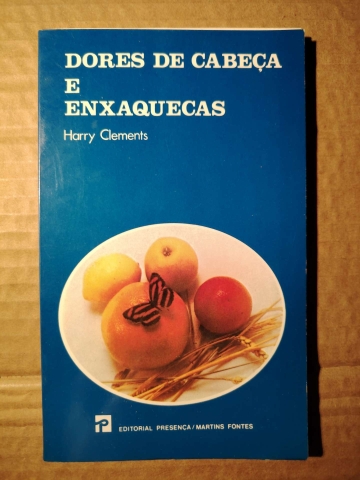 DORES DE CABEÇA
E
ENXAQUECAS
Harry Clements
EDITORIAL PRESENÇA/MARTINS FONTES